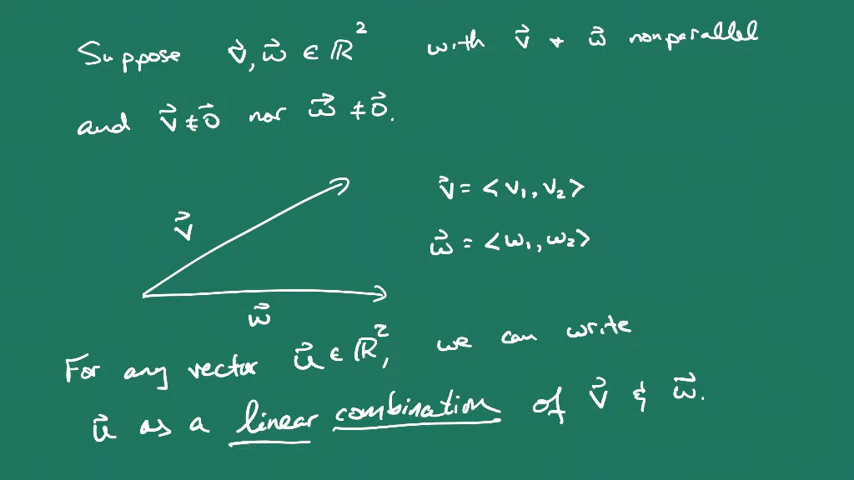 Suppose v⃗, w⃗ ∈ ℝ² with v⃗ + w⃗ nonparallel
and v⃗ ≠ 0⃗ nor w⃗ ≠ 0⃗.
v⃗ = <v₁, v₂>
v⃗
w⃗ = <w₁, w₂>
w⃗
For any vector u⃗ ∈ ℝ², we can write
u⃗ as a linear combination of v⃗ & w⃗.